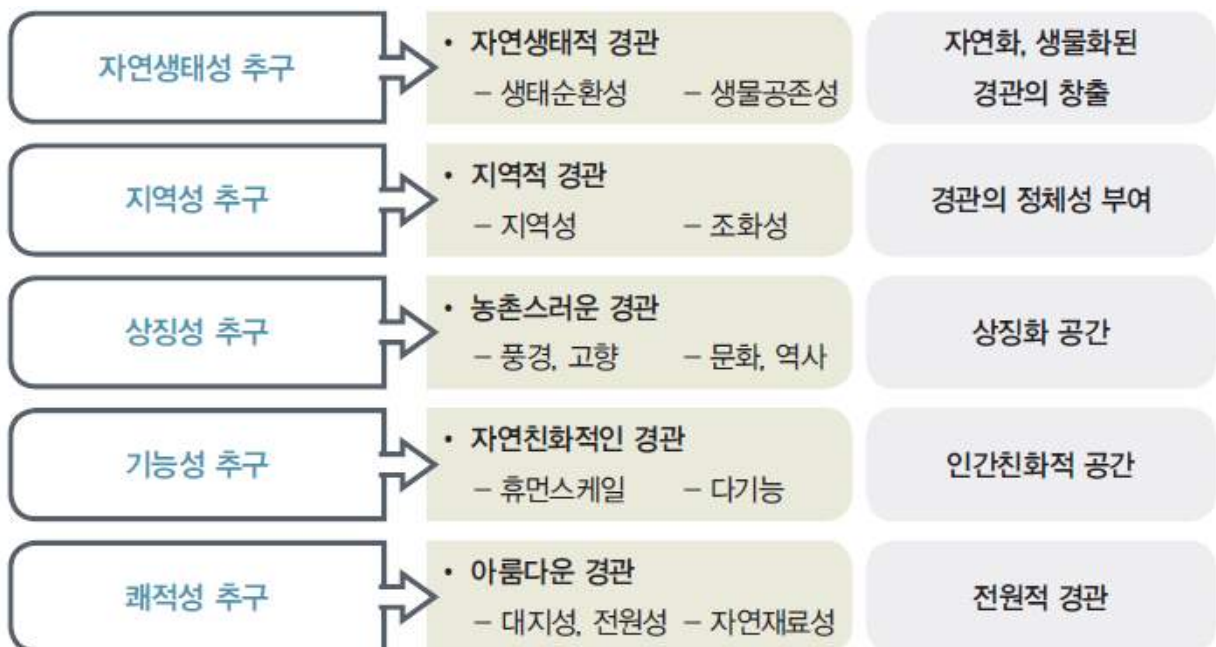 자연생태성 추구
• 자연생태적 경관
– 생태순환성 – 생물공존성
자연화, 생물화된
경관의 창출
지역성 추구
• 지역적 경관
– 지역성 – 조화성
경관의 정체성 부여
상징성 추구
• 농촌스러운 경관
– 풍경, 고향 – 문화, 역사
상징화 공간
기능성 추구
• 자연친화적인 경관
– 휴먼스케일 – 다기능
인간친화적 공간
쾌적성 추구
• 아름다운 경관
– 대지성, 전원성 – 자연재료성
전원적 경관